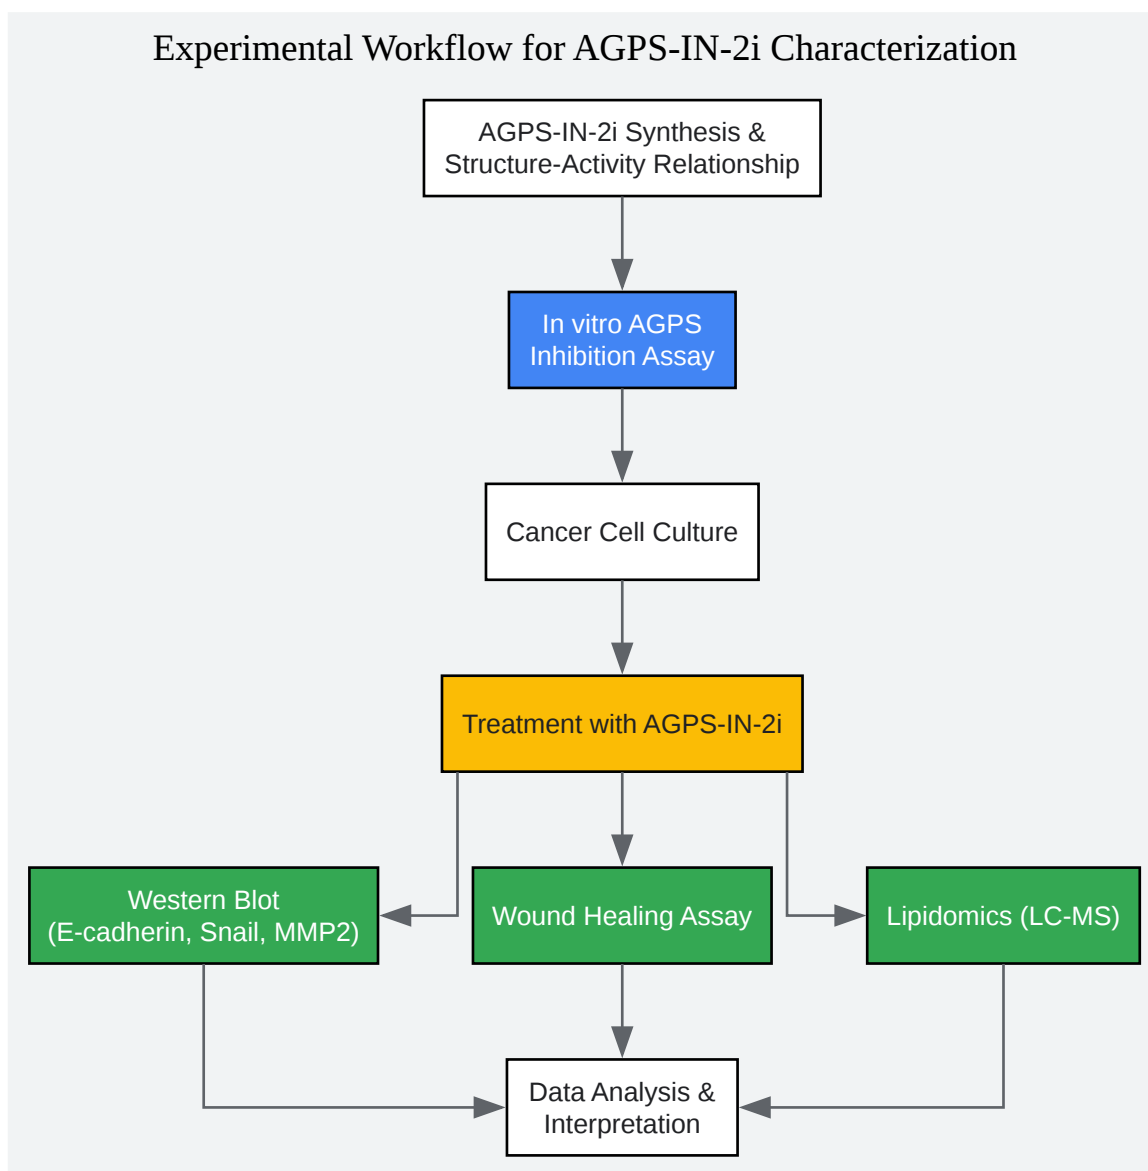 Experimental Workflow for AGPS-IN-2i Characterization
AGPS-IN-2i Synthesis &
Structure-Activity Relationship
In vitro AGPS
Inhibition Assay
Cancer Cell Culture
Treatment with AGPS-IN-2i
Western Blot
(E-cadherin, Snail, MMP2)
Wound Healing Assay
Lipidomics (LC-MS)
Data Analysis &
Interpretation